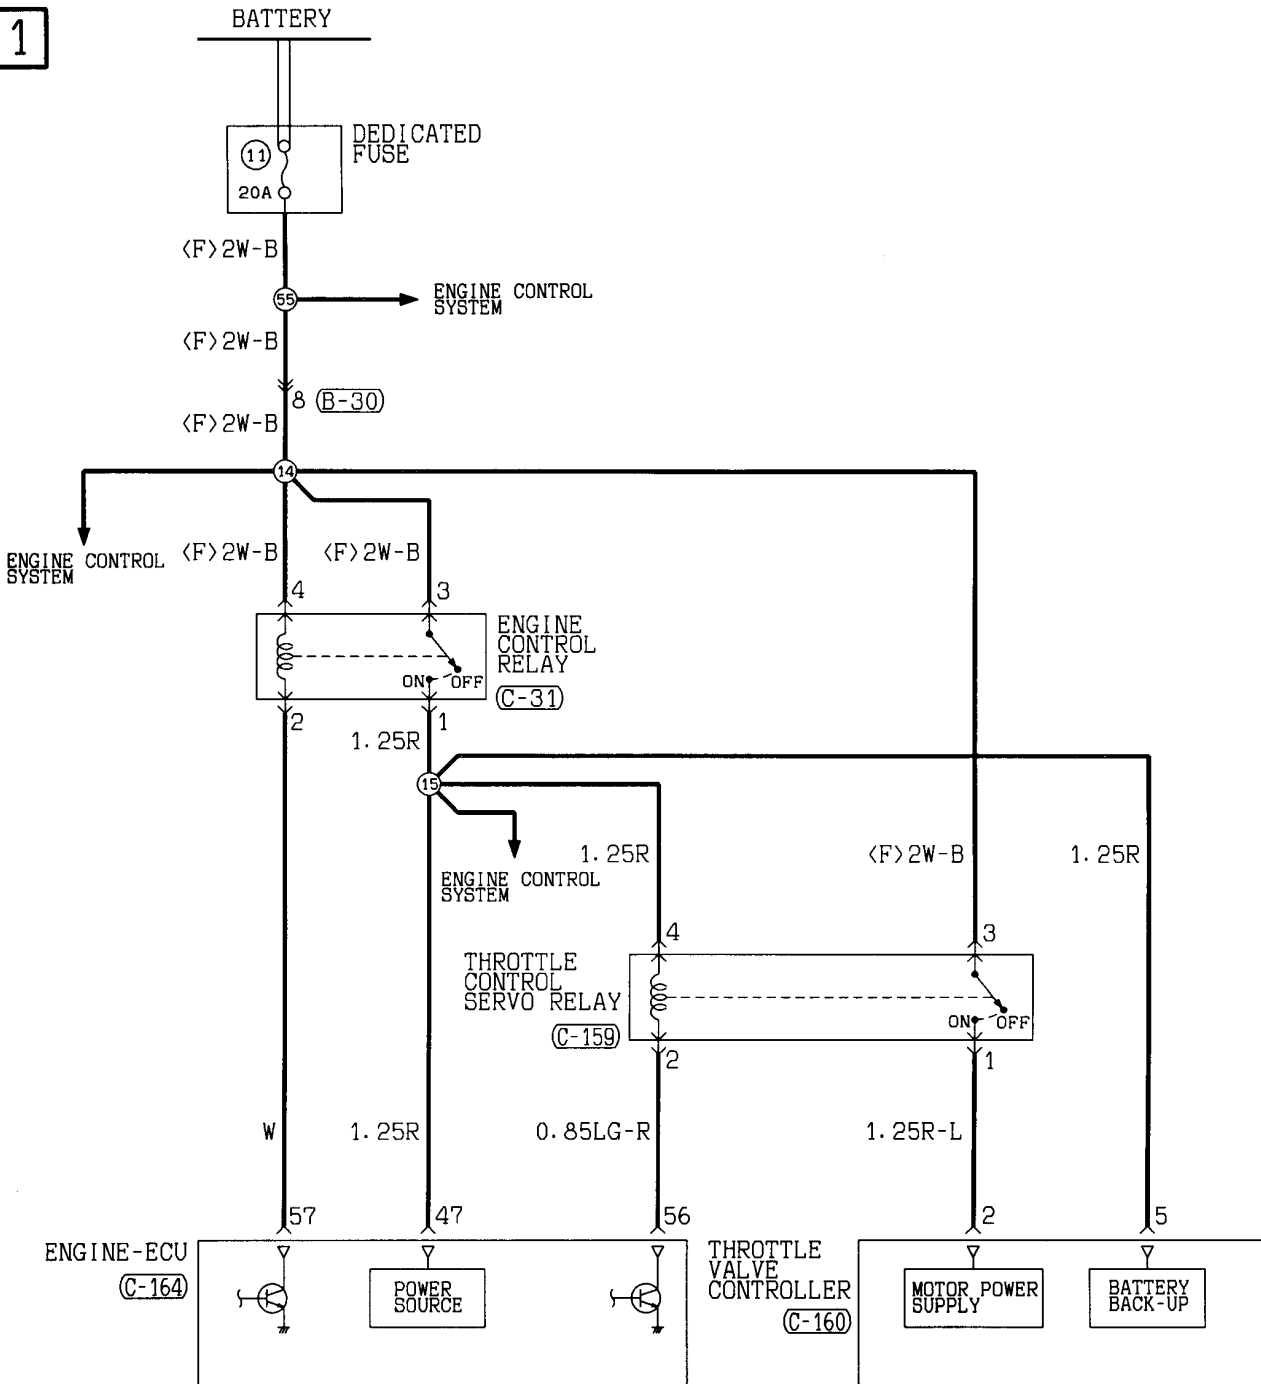 1
BATTERY
DEDICATED
FUSE
11
20A
<F>2W-B
55
ENGINE CONTROL
SYSTEM
<F>2W-B
8 B-30
<F>2W-B
14
ENGINE CONTROL
SYSTEM
<F>2W-B
<F>2W-B
4
3
ENGINE
CONTROL
RELAY
ON
OFF
C-31
2
1
1.25R
15
ENGINE CONTROL
SYSTEM
1.25R
<F>2W-B
1.25R
4
3
THROTTLE
CONTROL
SERVO RELAY
C-159
ON
OFF
2
1
W
1.25R
0.85LG-R
1.25R-L
57
47
56
2
5
ENGINE-ECU
C-164
POWER
SOURCE
THROTTLE
VALVE
CONTROLLER
C-160
MOTOR POWER
SUPPLY
BATTERY
BACK-UP